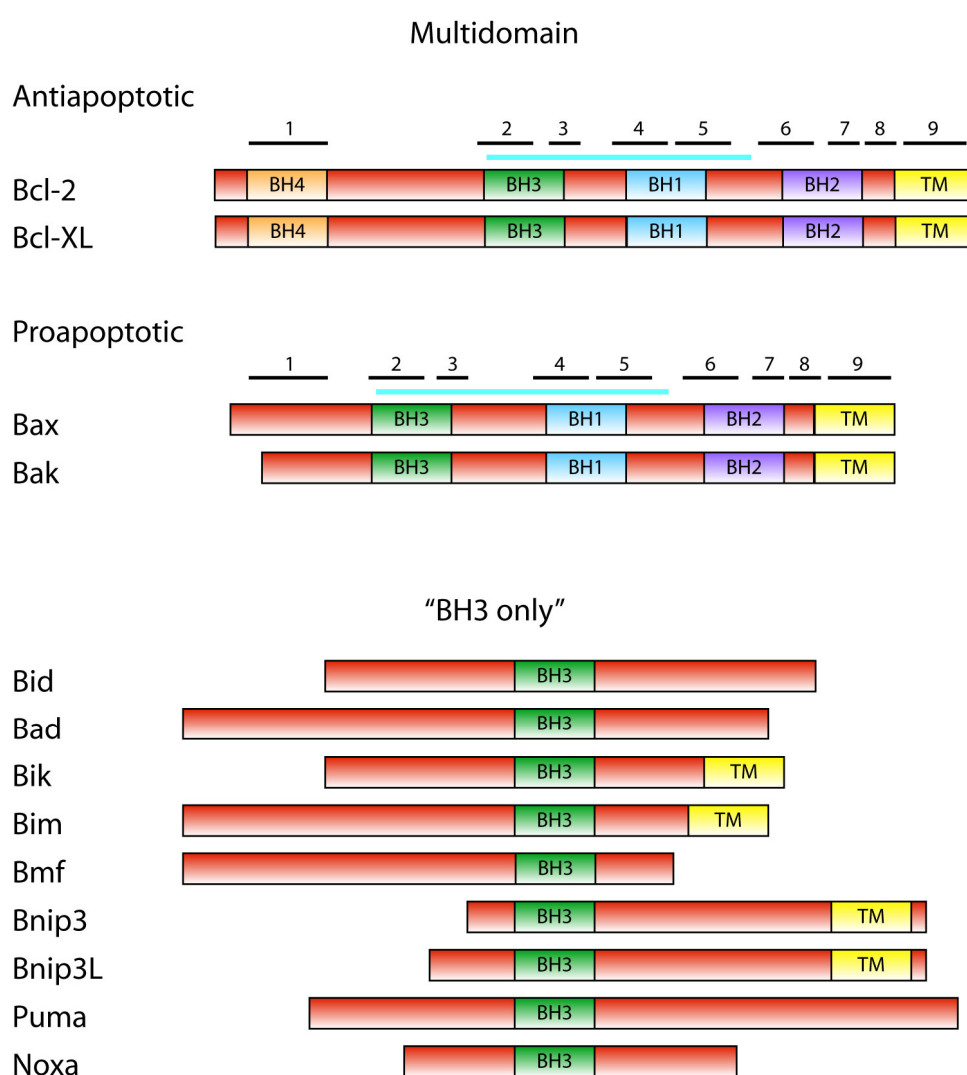 Multidomain
Antiapoptotic
1 2 3 4 5 6 7 8 9
Bcl-2 BH4 BH3 BH1 BH2 TM
Bcl-XL BH4 BH3 BH1 BH2 TM
Proapoptotic
1 2 3 4 5 6 7 8 9
Bax BH3 BH1 BH2 TM
Bak BH3 BH1 BH2 TM
“BH3 only”
Bid BH3
Bad BH3
Bik BH3 TM
Bim BH3 TM
Bmf BH3
Bnip3 BH3 TM
Bnip3L BH3 TM
Puma BH3
Noxa BH3